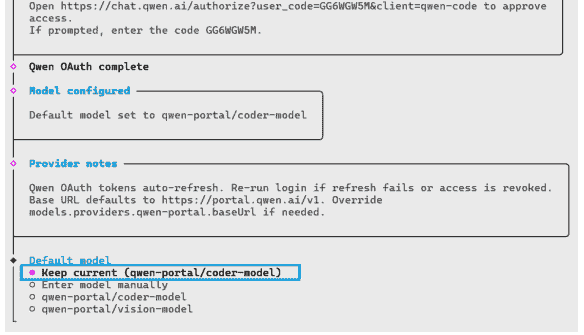 Open https://chat.qwen.ai/authorize?user_code=GG6WGW5M&client=qwen-code to approve
access.
If prompted, enter the code GG6WGW5M.
Qwen OAuth complete
Model configured
Default model set to qwen-portal/coder-model
Provider notes
Qwen OAuth tokens auto-refresh. Re-run login if refresh fails or access is revoked.
Base URL defaults to https://portal.qwen.ai/v1. Override
models.providers.qwen-portal.baseUrl if needed.
Default model
Keep current (qwen-portal/coder-model)
Enter model manually
qwen-portal/coder-model
qwen-portal/vision-model